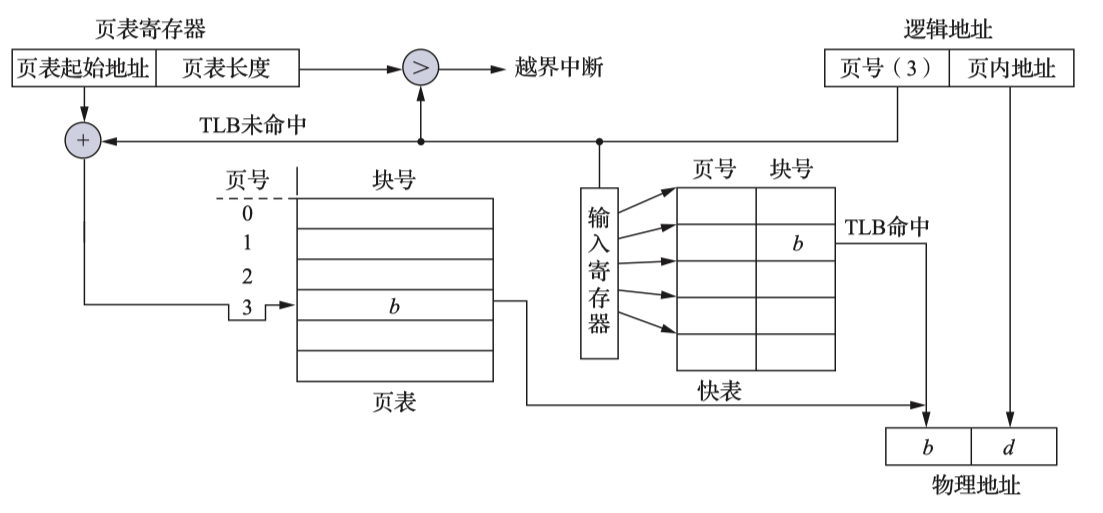 页表寄存器
逻辑地址
页表起始地址 页表长度
>
越界中断
页号（3） 页内地址
+
TLB未命中
页号 块号
页号 块号
0
输入寄存器
TLB命中
1
b
2
3
b
页表
快表
b d
物理地址